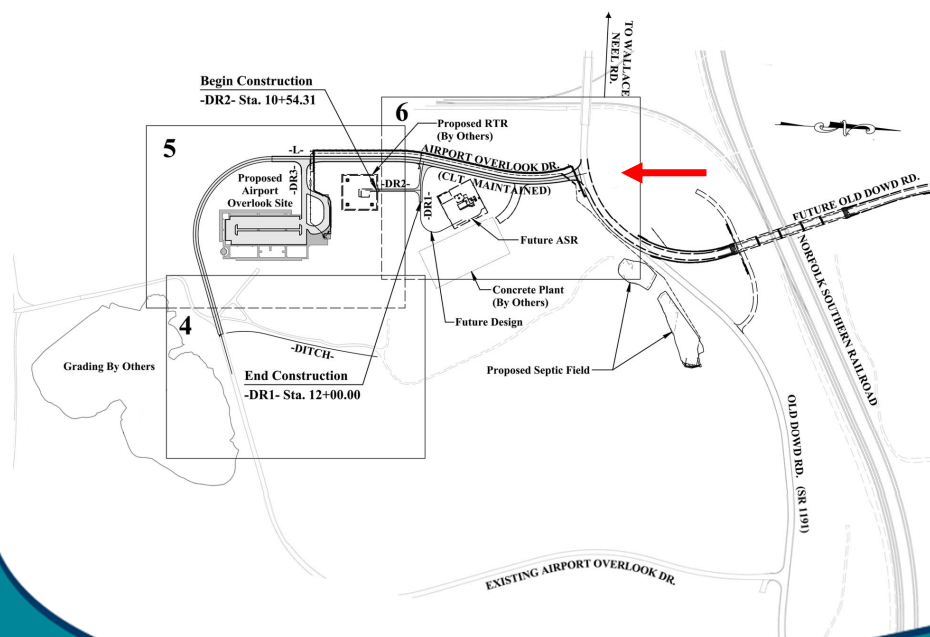 TO WALLACE
NEEL RD.
Begin Construction
-DR2- Sta. 10+54.31
6
Proposed RTR
(By Others)
5
-L-
AIRPORT OVERLOOK DR.
(CLT - MAINTAINED)
Proposed
Airport
Overlook Site
-DR3-
-DR2-
-DR1-
FUTURE OLD DOWD RD.
Future ASR
Concrete Plant
(By Others)
Future Design
4
NORFOLK SOUTHERN RAILROAD
-DITCH-
Grading By Others
End Construction
-DR1- Sta. 12+00.00
Proposed Septic Field
OLD DOWD RD. (SR 1191)
EXISTING AIRPORT OVERLOOK DR.